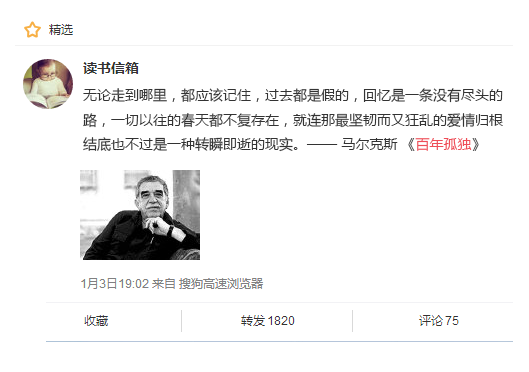 精选
读书信箱
无论走到哪里，都应该记住，过去都是假的，回忆是一条没有尽头的
路，一切以往的春天都不复存在，就连那最坚韧而又狂乱的爱情归根
结底也不过是一种转瞬即逝的现实。—— 马尔克斯 《百年孤独》
1月3日19:02 来自 搜狗高速浏览器
收藏 转发 1820 评论 75